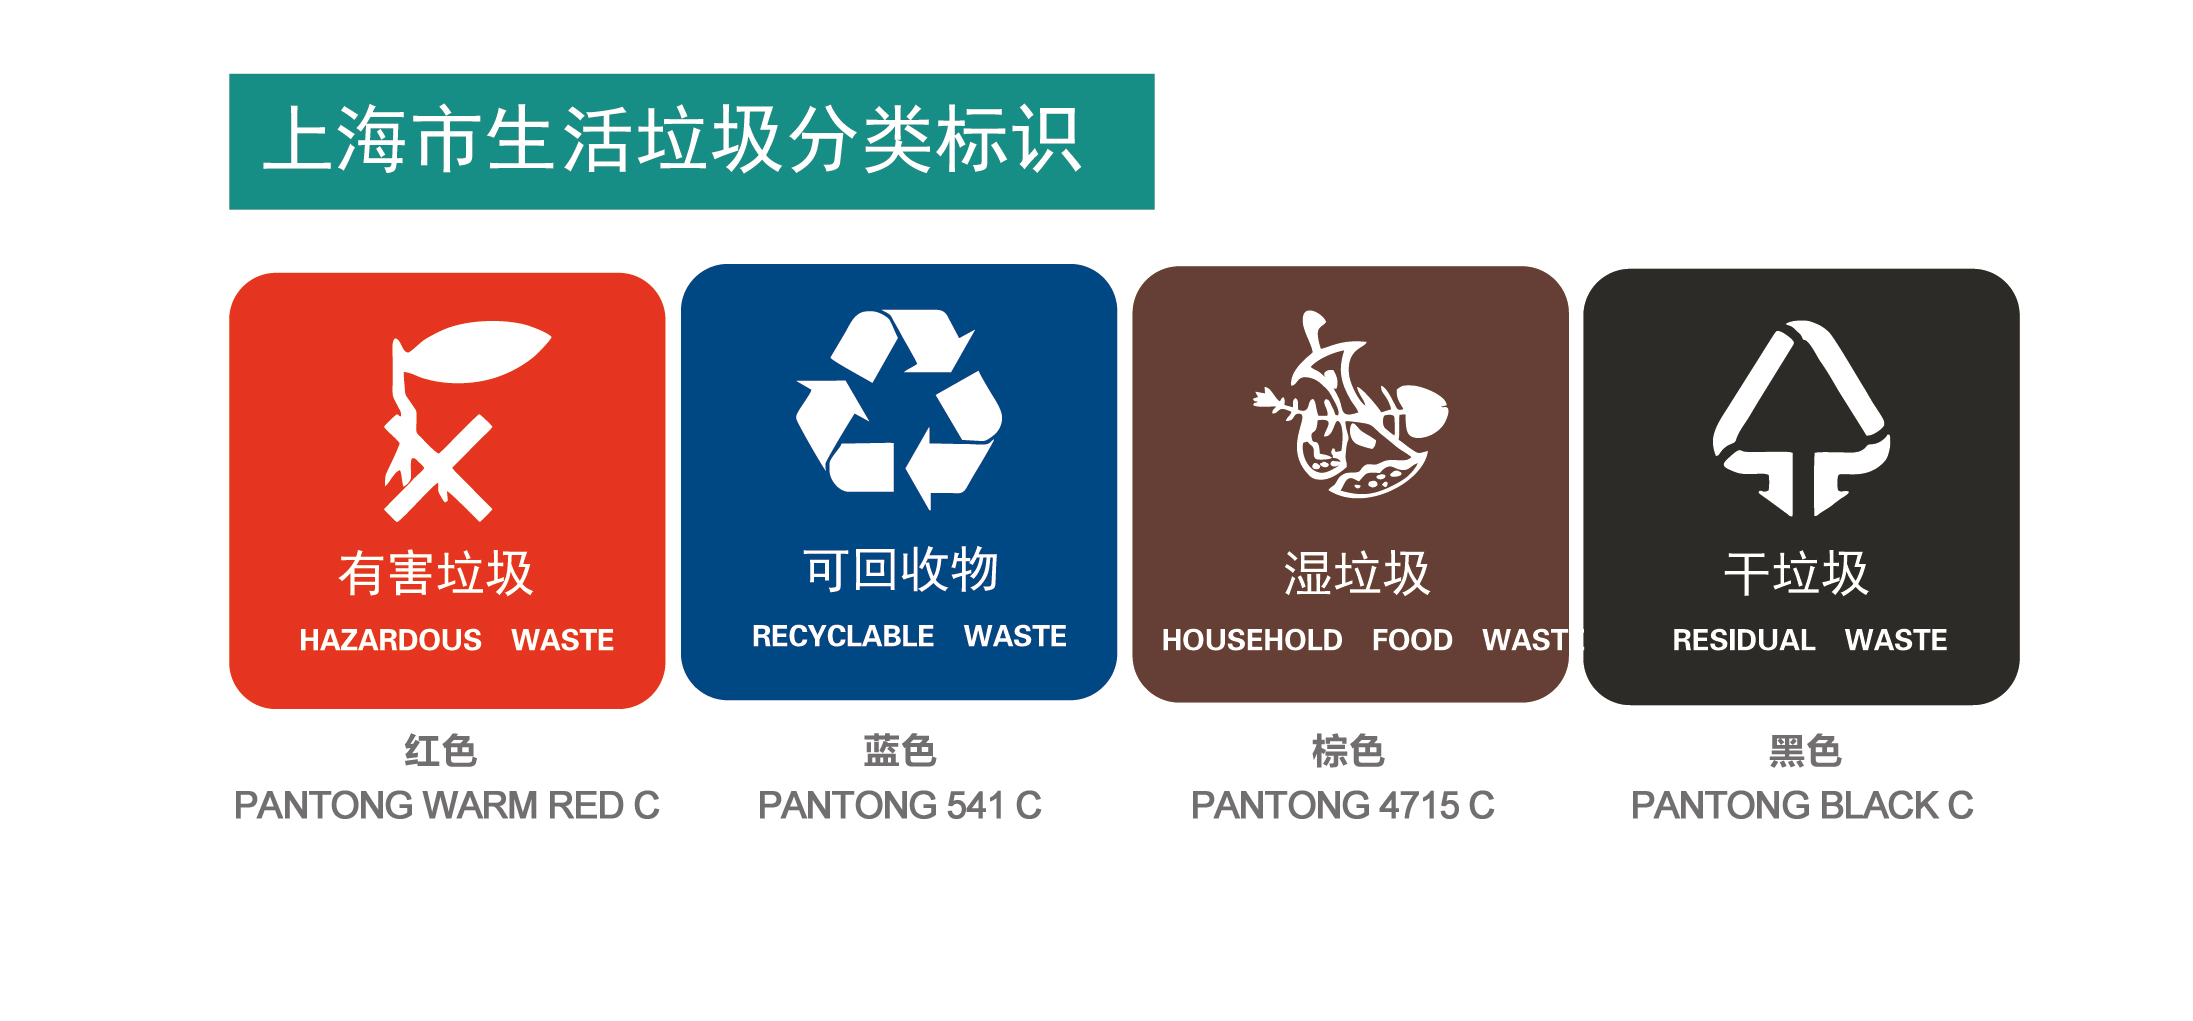 上海市生活垃圾分类标识
有害垃圾
HAZARDOUS WASTE
红色
PANTONG WARM RED C
可回收物
RECYCLABLE WASTE
蓝色
PANTONG 541 C
湿垃圾
HOUSEHOLD FOOD WASTE
棕色
PANTONG 4715 C
干垃圾
RESIDUAL WASTE
黑色
PANTONG BLACK C